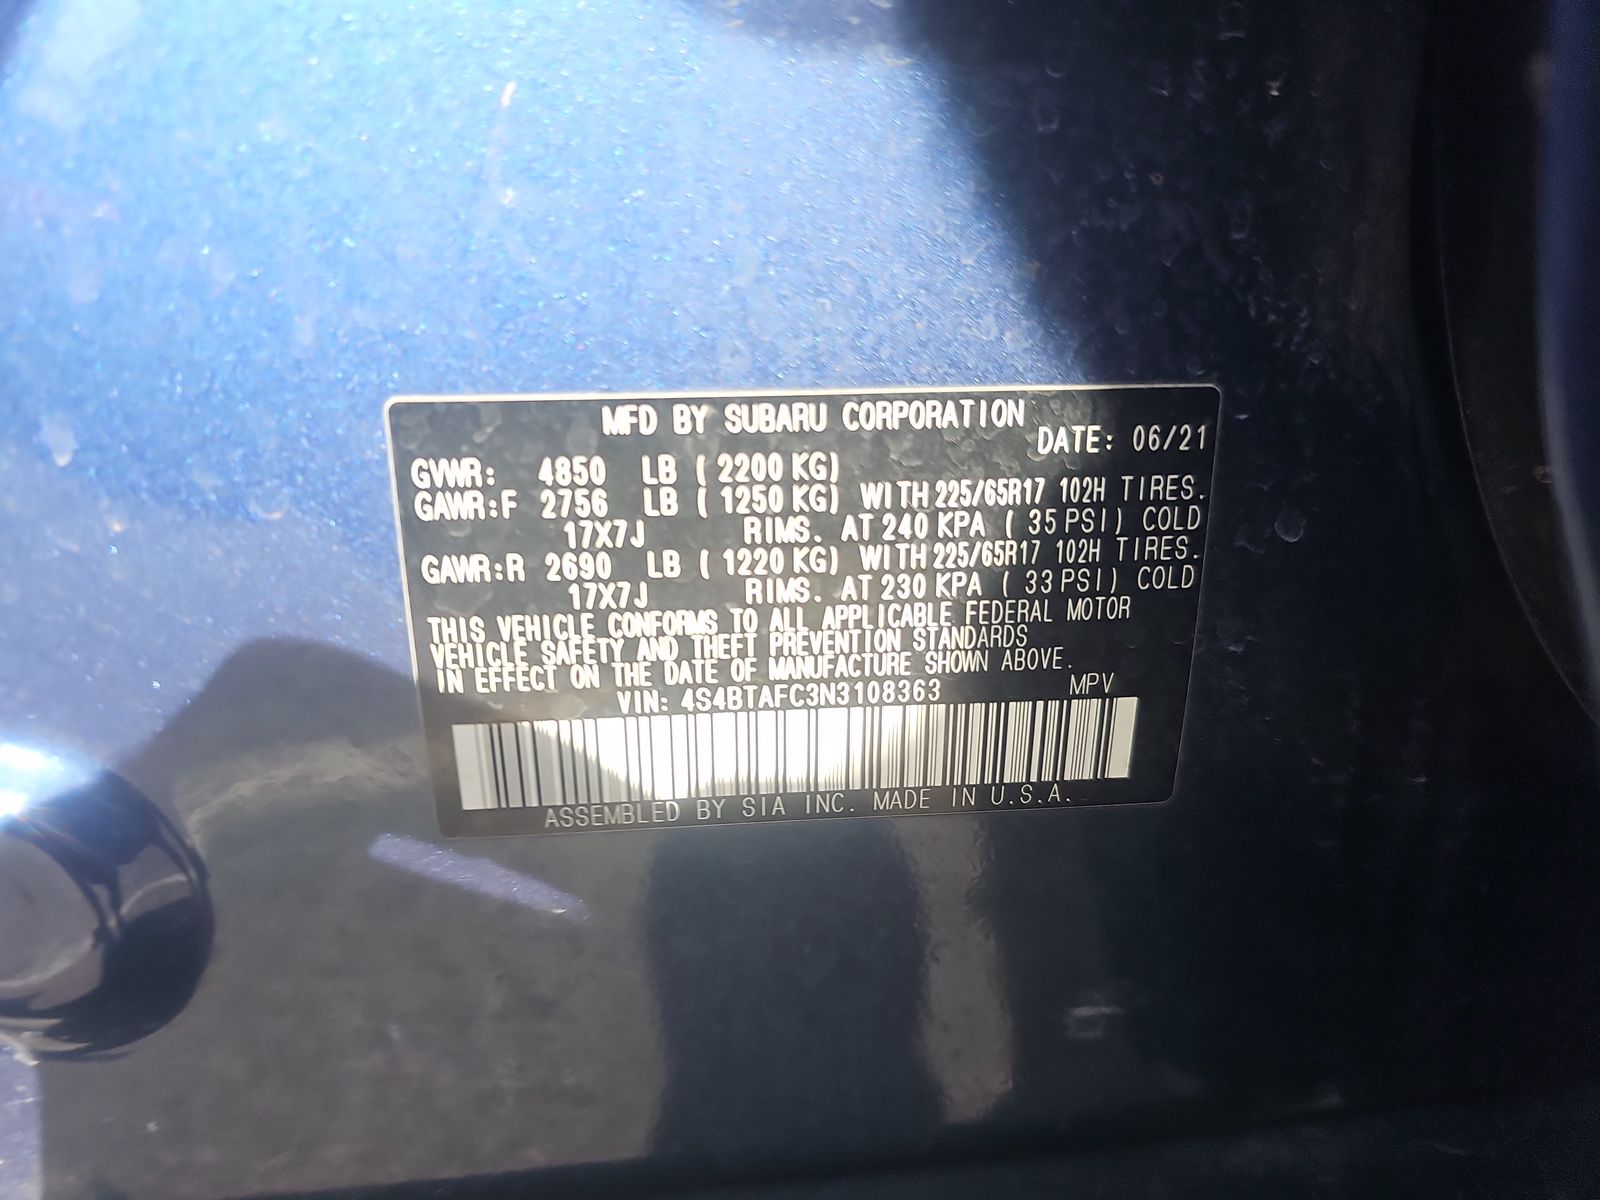 MFD BY SUBARU CORPORATION
DATE: 06/21
GVWR: 4850 LB ( 2200 KG)
GAWR:F 2756 LB ( 1250 KG) WITH 225/65R17 102H TIRES.
17X7J RIMS. AT 240 KPA ( 35 PSI) COLD
GAWR:R 2690 LB ( 1220 KG) WITH 225/65R17 102H TIRES.
17X7J RIMS. AT 230 KPA ( 33 PSI) COLD
THIS VEHICLE CONFORMS TO ALL APPLICABLE FEDERAL MOTOR
VEHICLE SAFETY AND THEFT PREVENTION STANDARDS
IN EFFECT ON THE DATE OF MANUFACTURE SHOWN ABOVE.
VIN: 4S4BTAFC3N3108363 MPV
ASSEMBLED BY SIA INC. MADE IN U.S.A.